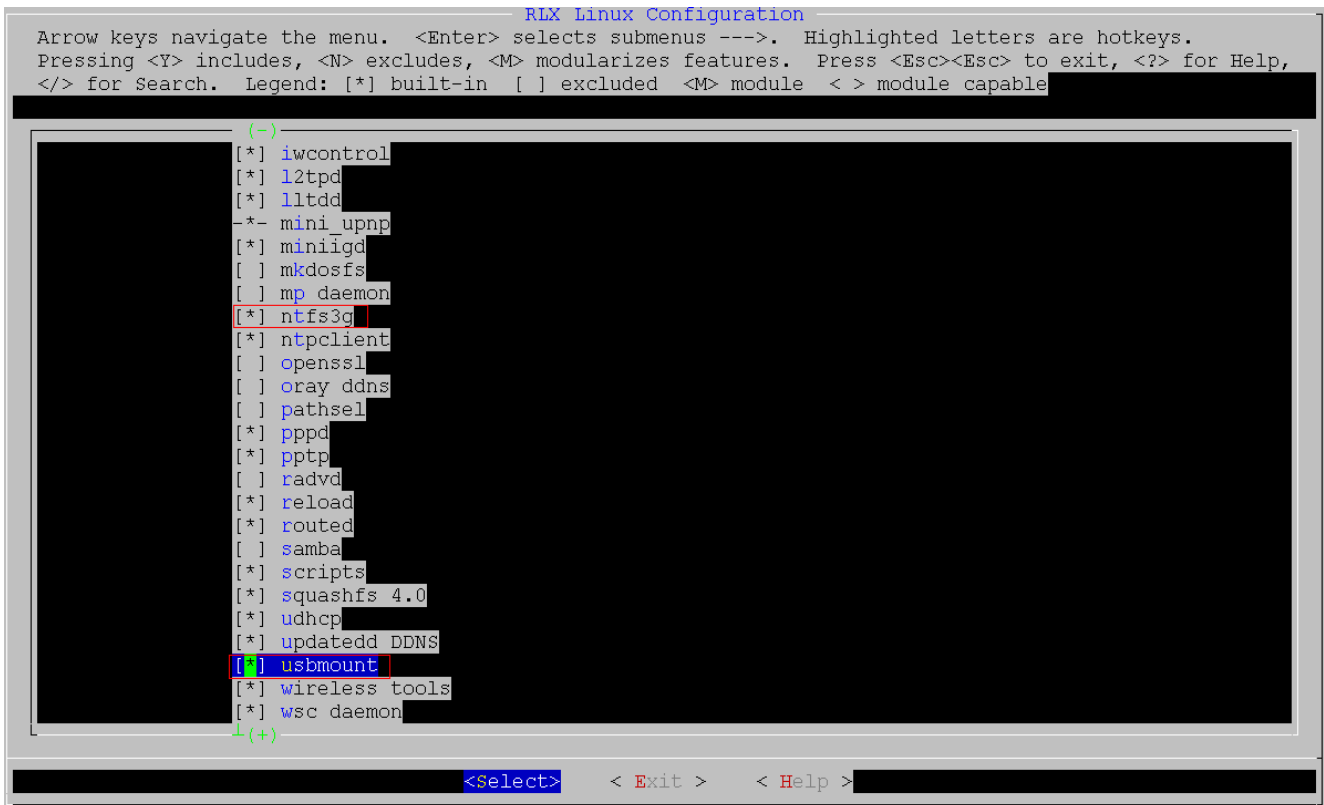 RLX Linux Configuration
Arrow keys navigate the menu.  <Enter> selects submenus --->.  Highlighted letters are hotkeys.
Pressing <Y> includes, <N> excludes, <M> modularizes features.  Press <Esc><Esc> to exit, <?> for Help,
</> for Search.  Legend: [*] built-in  [ ] excluded  <M> module  < > module capable
(-)
[*] iwcontrol
[*] l2tpd
[*] lltdd
-*- mini_upnp
[*] miniigd
[ ] mkdosfs
[ ] mp daemon
[*] ntfs3g
[*] ntpclient
[ ] openssl
[ ] oray ddns
[ ] pathsel
[*] pppd
[*] pptp
[ ] radvd
[*] reload
[*] routed
[ ] samba
[*] scripts
[*] squashfs 4.0
[*] udhcp
[*] updatedd DDNS
[*] usbmount
[*] wireless tools
[*] wsc daemon
(+)
<Select>    < Exit >    < Help >